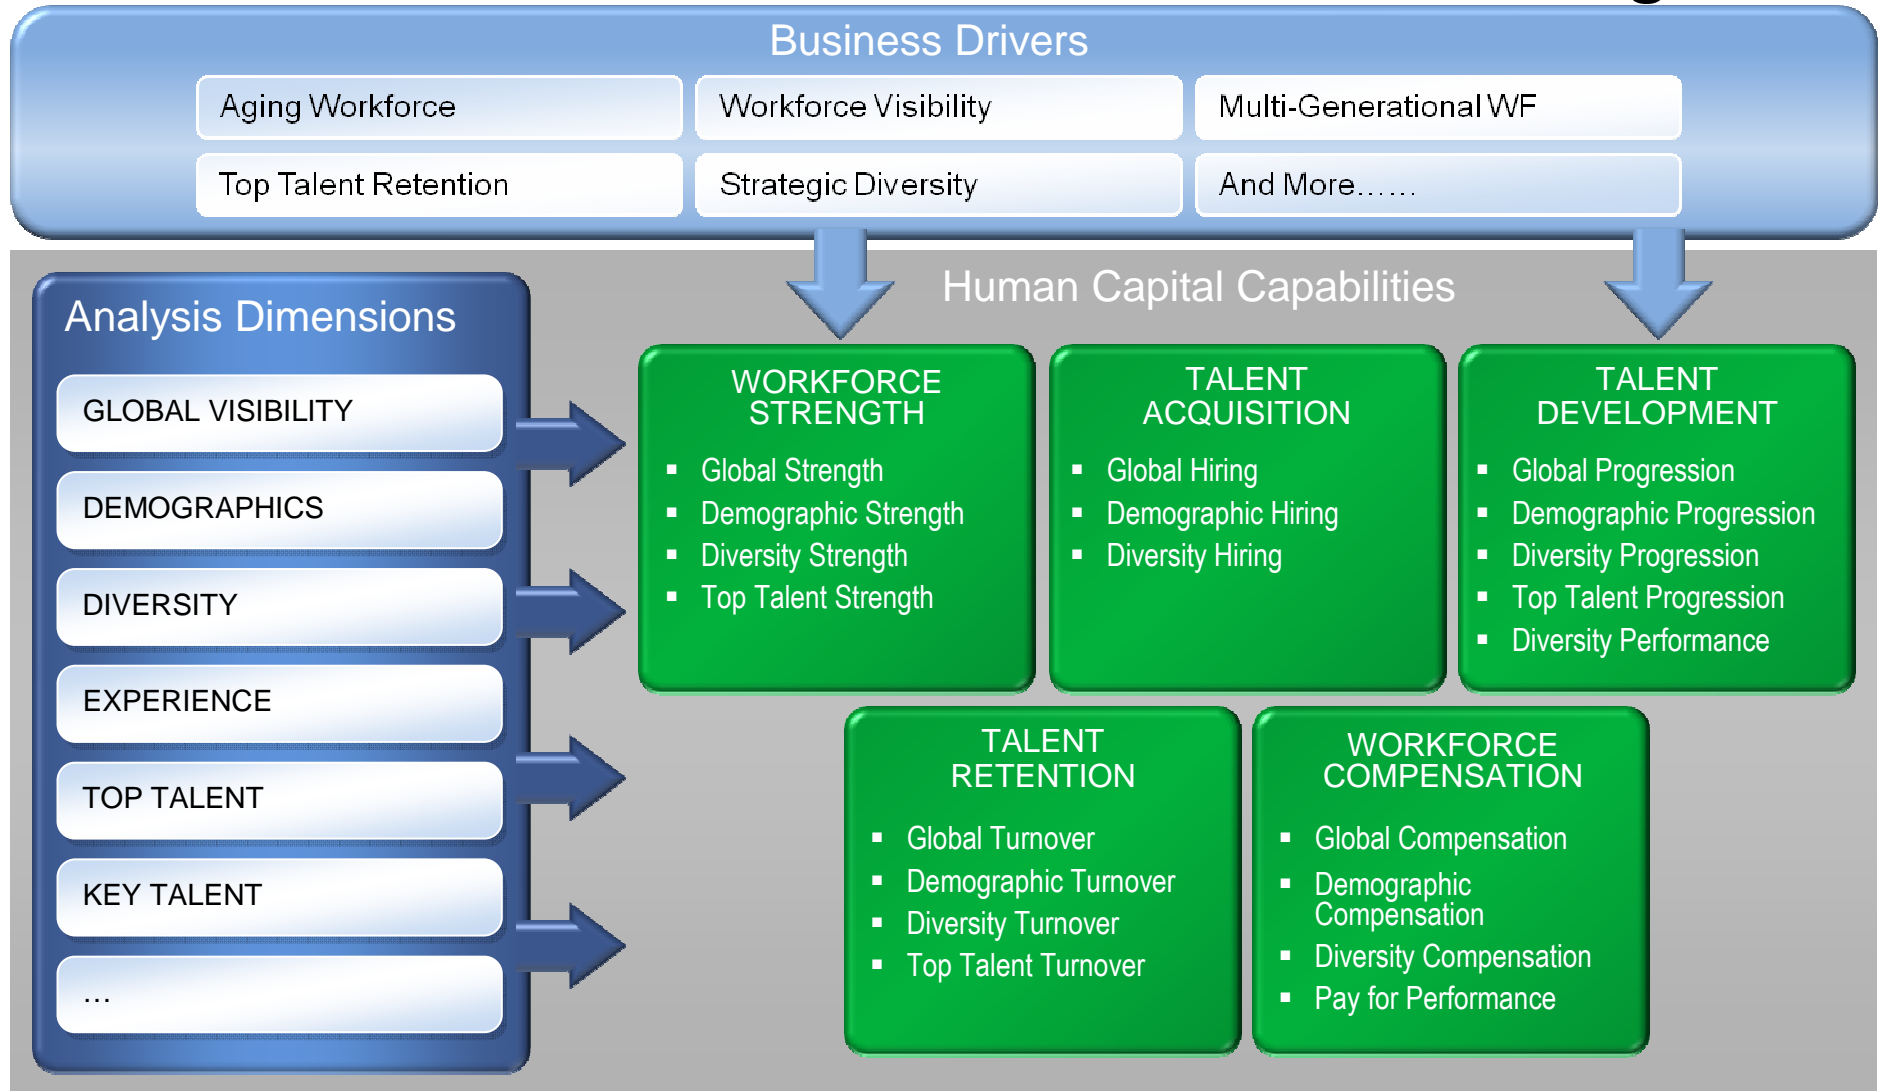 Business Drivers
Aging Workforce
Workforce Visibility
Multi-Generational WF
Top Talent Retention
Strategic Diversity
And More……
Human Capital Capabilities
Analysis Dimensions
GLOBAL VISIBILITY
DEMOGRAPHICS
DIVERSITY
EXPERIENCE
TOP TALENT
KEY TALENT
…
WORKFORCE
STRENGTH
▪ Global Strength
▪ Demographic Strength
▪ Diversity Strength
▪ Top Talent Strength
TALENT
ACQUISITION
▪ Global Hiring
▪ Demographic Hiring
▪ Diversity Hiring
TALENT
DEVELOPMENT
▪ Global Progression
▪ Demographic Progression
▪ Diversity Progression
▪ Top Talent Progression
▪ Diversity Performance
TALENT
RETENTION
▪ Global Turnover
▪ Demographic Turnover
▪ Diversity Turnover
▪ Top Talent Turnover
WORKFORCE
COMPENSATION
▪ Global Compensation
▪ Demographic
Compensation
▪ Diversity Compensation
▪ Pay for Performance